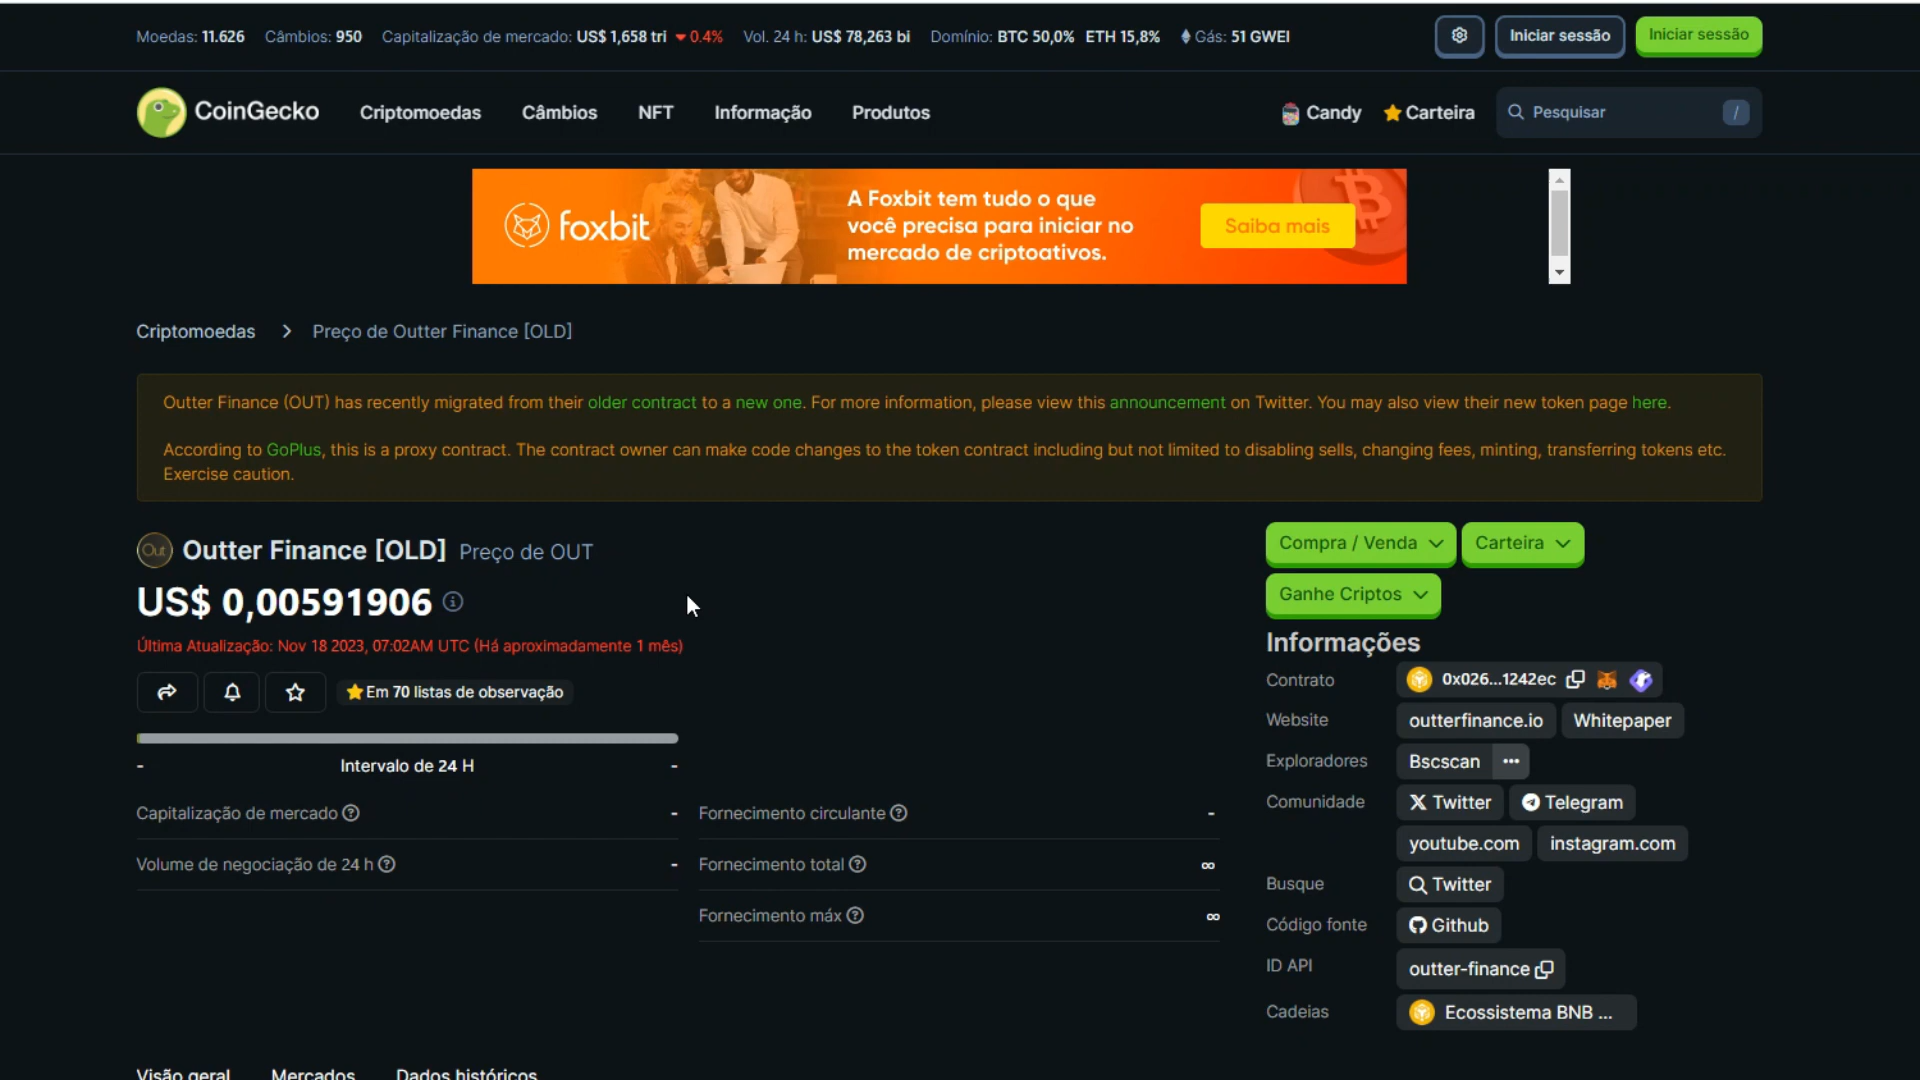 Moedas: 11.626 Câmbios: 950 Capitalização de mercado: US$ 1,658 tri 0.4% Vol. 24 h: US$ 78,263 bi Domínio: BTC 50,0% ETH 15,8% Gás: 51 GWEI Iniciar sessão Iniciar sessão
CoinGecko Criptomoedas Câmbios NFT Informação Produtos Candy Carteira Pesquisar /
foxbit
A Foxbit tem tudo o que
você precisa para iniciar no
mercado de criptoativos.
Saiba mais
Criptomoedas > Preço de Outter Finance [OLD]
Outter Finance (OUT) has recently migrated from their older contract to a new one. For more information, please view this announcement on Twitter. You may also view their new token page here.
According to GoPlus, this is a proxy contract. The contract owner can make code changes to the token contract including but not limited to disabling sells, changing fees, minting, transferring tokens etc.
Exercise caution.
Out Outter Finance [OLD] Preço de OUT
US$ 0,00591906
Última Atualização: Nov 18 2023, 07:02AM UTC (Há aproximadamente 1 mês)
Em 70 listas de observação
- Intervalo de 24 H -
Capitalização de mercado ? -
Volume de negociação de 24 h ? -
Fornecimento circulante ? -
Fornecimento total ? ∞
Fornecimento máx ? ∞
Compra / Venda Carteira
Ganhe Criptos
Informações
Contrato 0x026...1242ec
Website outterfinance.io Whitepaper
Exploradores Bscscan •••
Comunidade X Twitter Telegram
youtube.com instagram.com
Busque Twitter
Código fonte Github
ID API outter-finance
Cadeias Ecossistema BNB ...
Visão geral Mercados Dados históricos